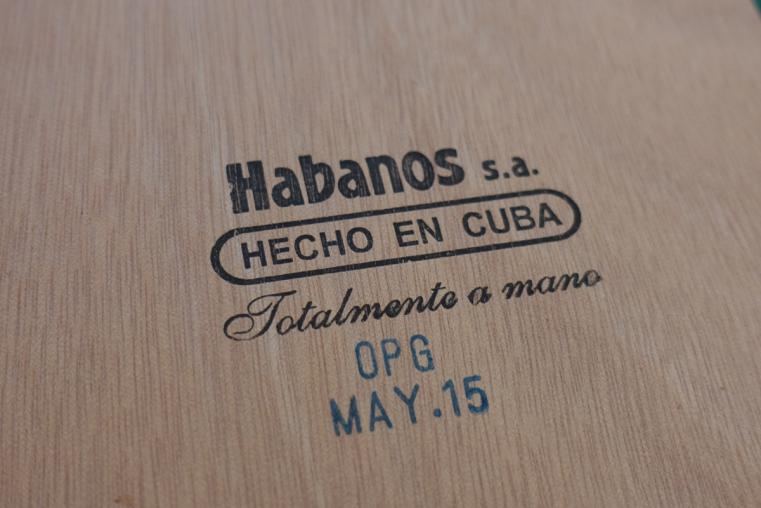 Habanos s.a.
HECHO EN CUBA
Totalmente a mano
OPG
MAY.15